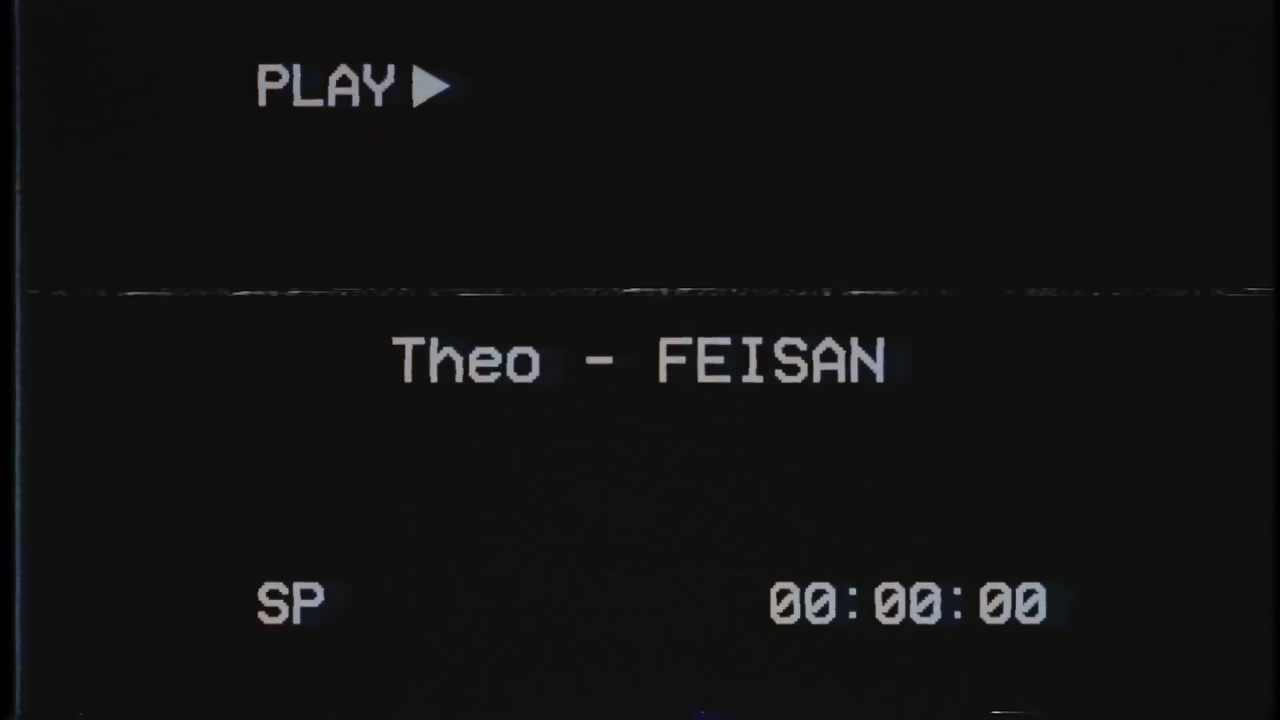 PLAY ▶
Theo - FEISAN
SP
00:00:00